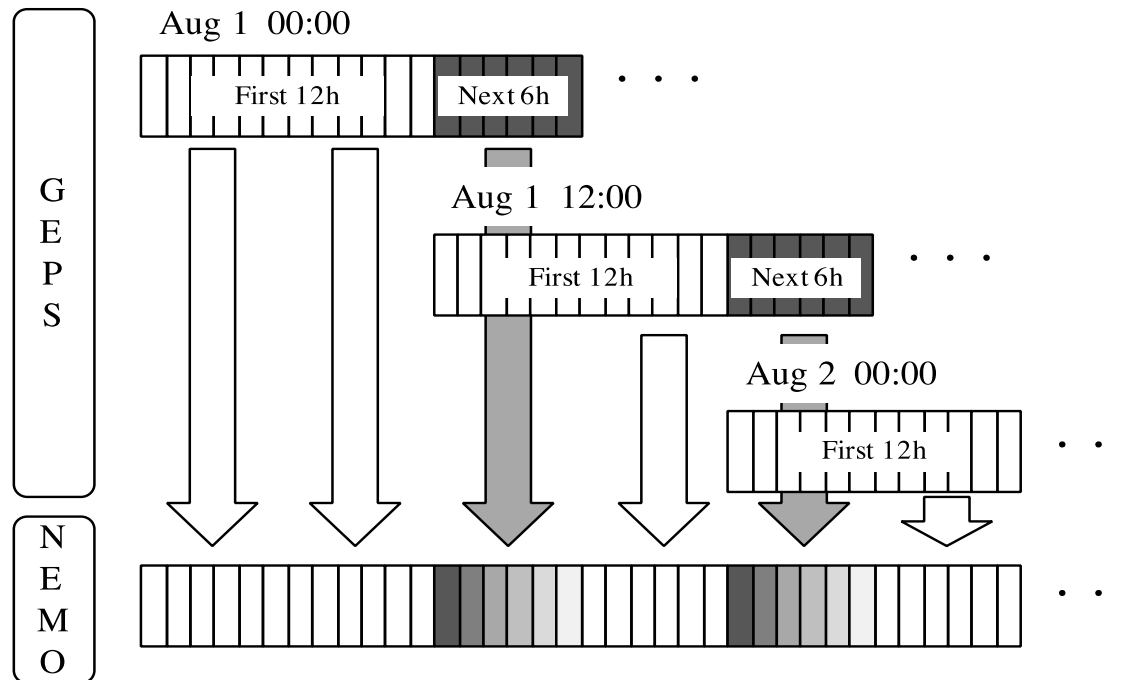 Aug 1 00:00
First 12h
Next 6h
. . .
G
E
P
S
Aug 1 12:00
First 12h
Next 6h
. . .
Aug 2 00:00
First 12h
. .
N
E
M
O
. .